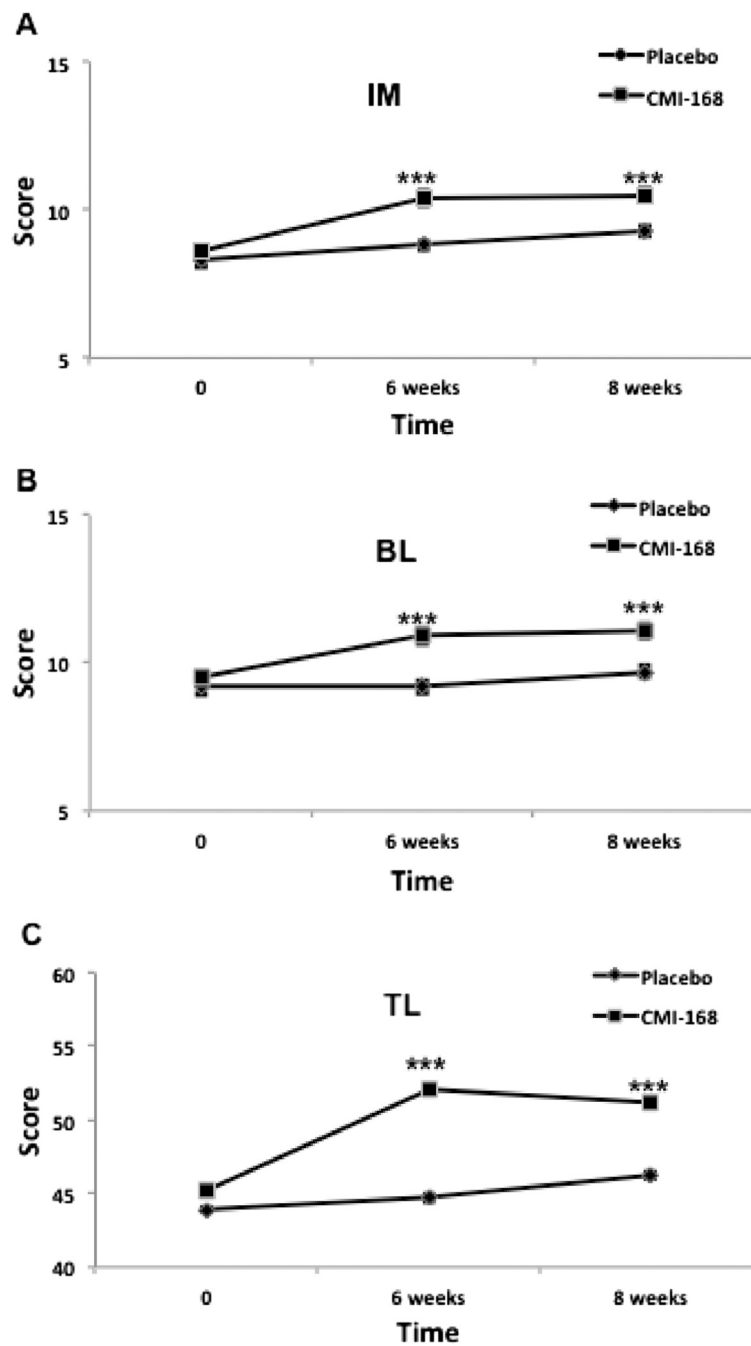 A
15
Placebo
IM
CMI-168
***
***
10
Score
5
0
6 weeks
8 weeks
Time
B
15
Placebo
BL
CMI-168
***
***
10
Score
5
0
6 weeks
8 weeks
Time
C
60
Placebo
TL
CMI-168
55
***
***
50
Score
45
40
0
6 weeks
8 weeks
Time